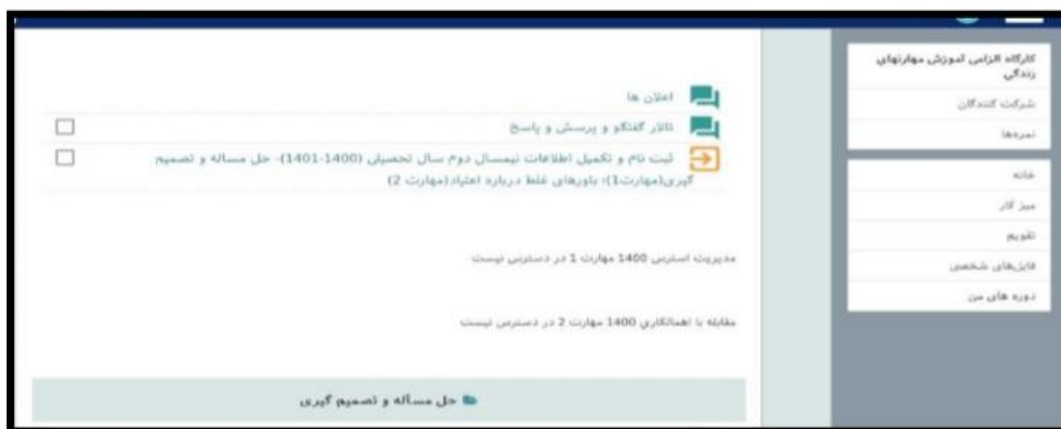 کارگاه الزامی آموزش مهارتهای
زندگی
شرکت کنندگان
نمره‌ها
خانه
میز کار
تقویم
فایل‌های شخصی
دوره های من
اعلان ها
تالار گفتگو و پرسش و پاسخ
ثبت نام و تکمیل اطلاعات نیمسال دوم سال تحصیلی (1400-1401)- حل مساله و تصمیم
گیری(مهارت1)؛ باورهای غلط درباره اعتیاد(مهارت 2)
مدیریت استرس 1400 مهارت 1 در دسترس نیست
مقابله با اهمالکاري 1400 مهارت 2 در دسترس نیست
حل مسأله و تصمیم گیری